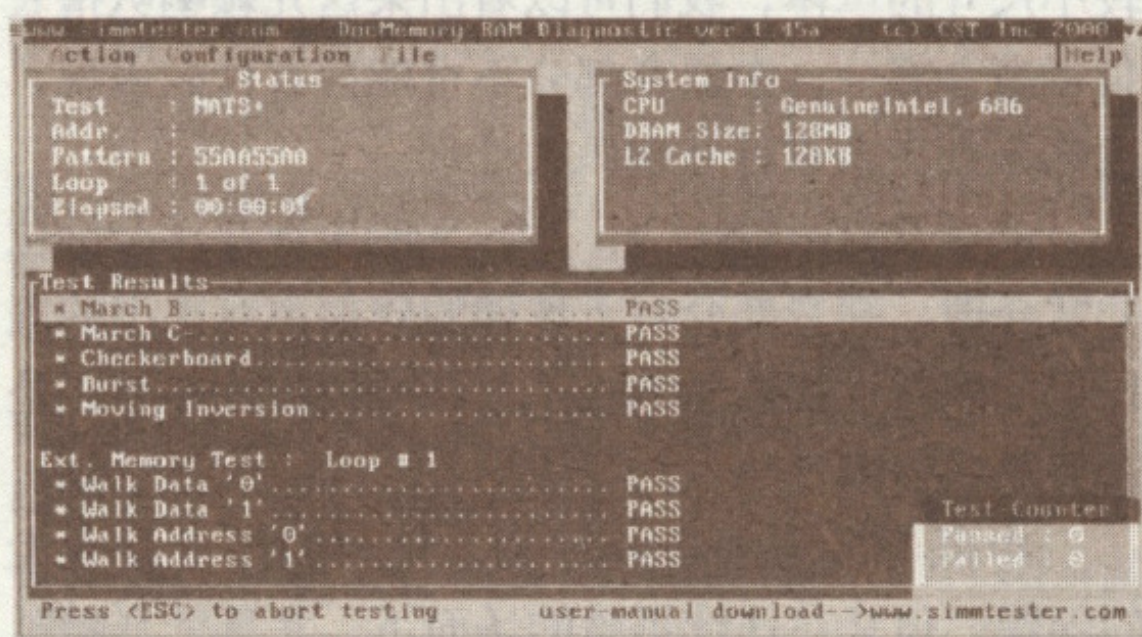 www.simmtester.com DocMemory RAM Diagnostic ver 1.45a (c) CST Inc 2000
Action Configuration File Help
Status
Test : MATS+
Addr. :
Pattern : 55AA55AA
Loop : 1 of 1
Elapsed : 00:00:01
System Info
CPU : GenuineIntel, 686
DRAM Size: 128MB
L2 Cache : 128KB
Test Results
* March B................................ PASS
* March C-............................... PASS
* Checkerboard........................... PASS
* Burst.................................. PASS
* Moving Inversion....................... PASS
Ext. Memory Test : Loop # 1
* Walk Data '0'.......................... PASS
* Walk Data '1'.......................... PASS
* Walk Address '0'....................... PASS
* Walk Address '1'....................... PASS
Test Counter
Passed : 0
Failed : 0
Press <ESC> to abort testing user-manual download-->www.simmtester.com